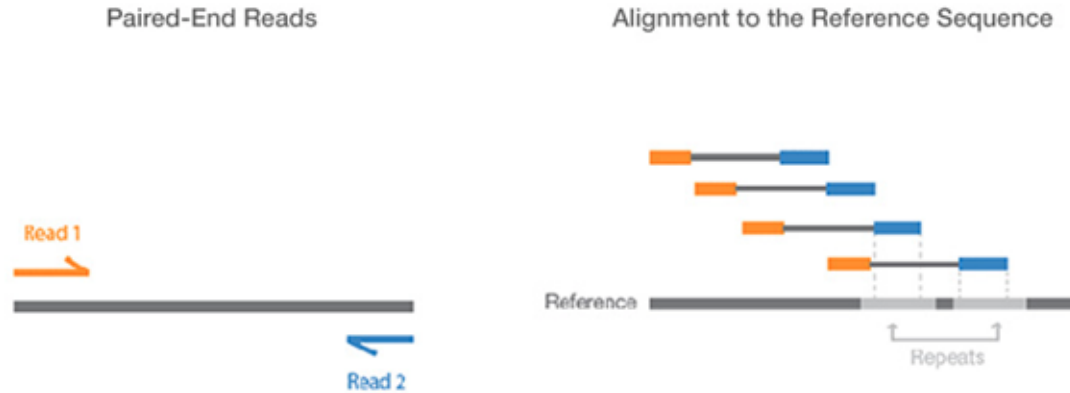 Paired-End Reads
Alignment to the Reference Sequence
Read 1
Read 2
Reference
Repeats